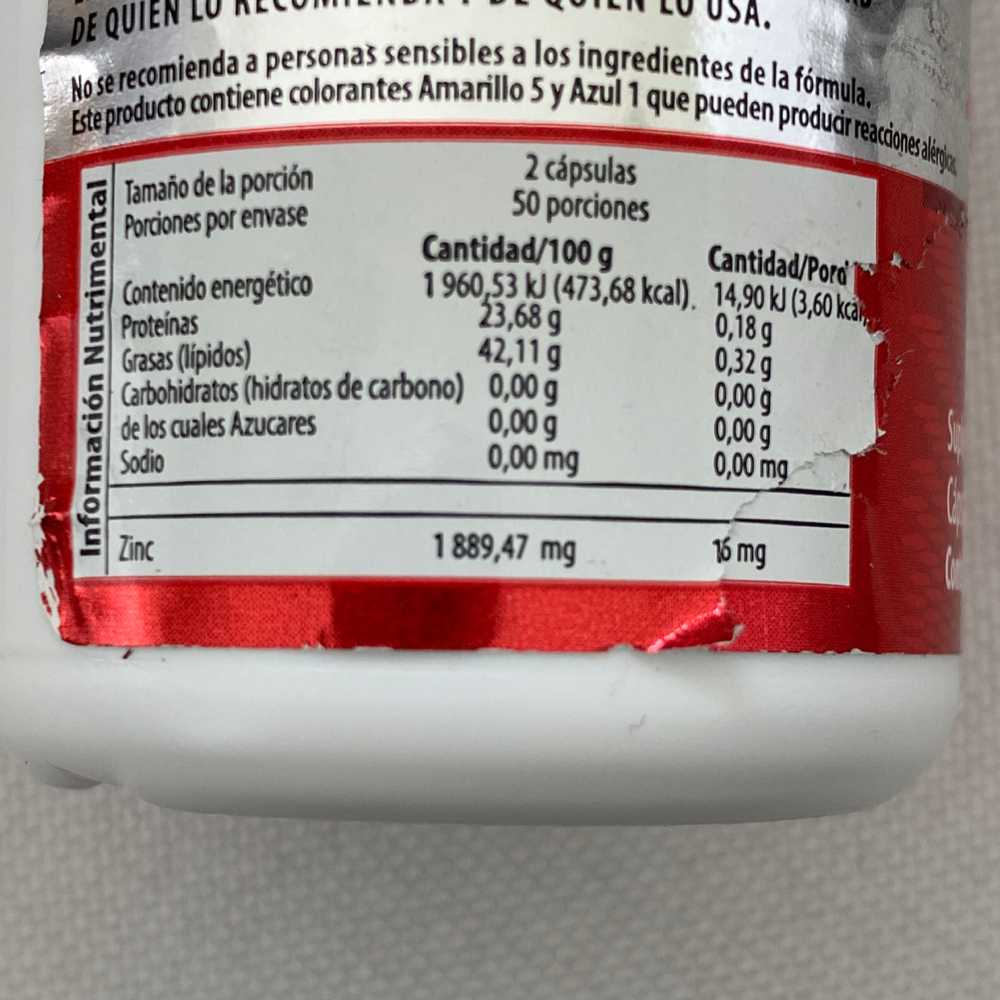 DE QUIEN LO RECOMIENDA Y DE QUIEN LO USA.
No se recomienda a personas sensibles a los ingredientes de la fórmula.
Este producto contiene colorantes Amarillo 5 y Azul 1 que pueden producir reacciones alérgicas.
Información Nutrimental
Tamaño de la porción 2 cápsulas
Porciones por envase 50 porciones
Cantidad/100 g Cantidad/Porc
Contenido energético 1 960,53 kJ (473,68 kcal). 14,90 kJ (3,60 kcal)
Proteínas 23,68 g 0,18 g
Grasas (lípidos) 42,11 g 0,32 g
Carbohidratos (hidratos de carbono) 0,00 g 0,00 g
de los cuales Azucares 0,00 g 0,00 g
Sodio 0,00 mg 0,00 mg
Zinc 1 889,47 mg 16 mg